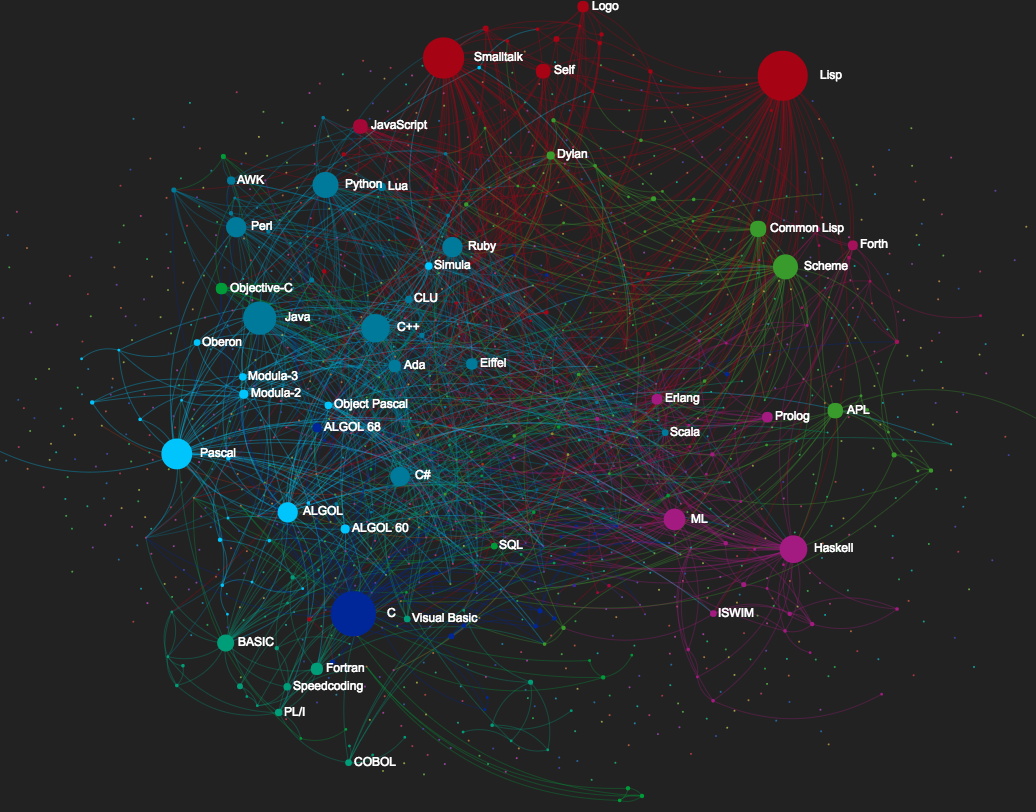 Logo
Smalltalk
Self
Lisp
JavaScript
Dylan
AWK
Python
Lua
Perl
Common Lisp
Ruby
Forth
Simula
Scheme
Objective-C
CLU
Java
C++
Oberon
Ada
Eiffel
Modula-3
Modula-2
Erlang
Object Pascal
APL
Prolog
ALGOL 68
Scala
Pascal
C#
ALGOL
ML
ALGOL 60
SQL
Haskell
C
Visual Basic
ISWIM
BASIC
Fortran
Speedcoding
PL/I
COBOL